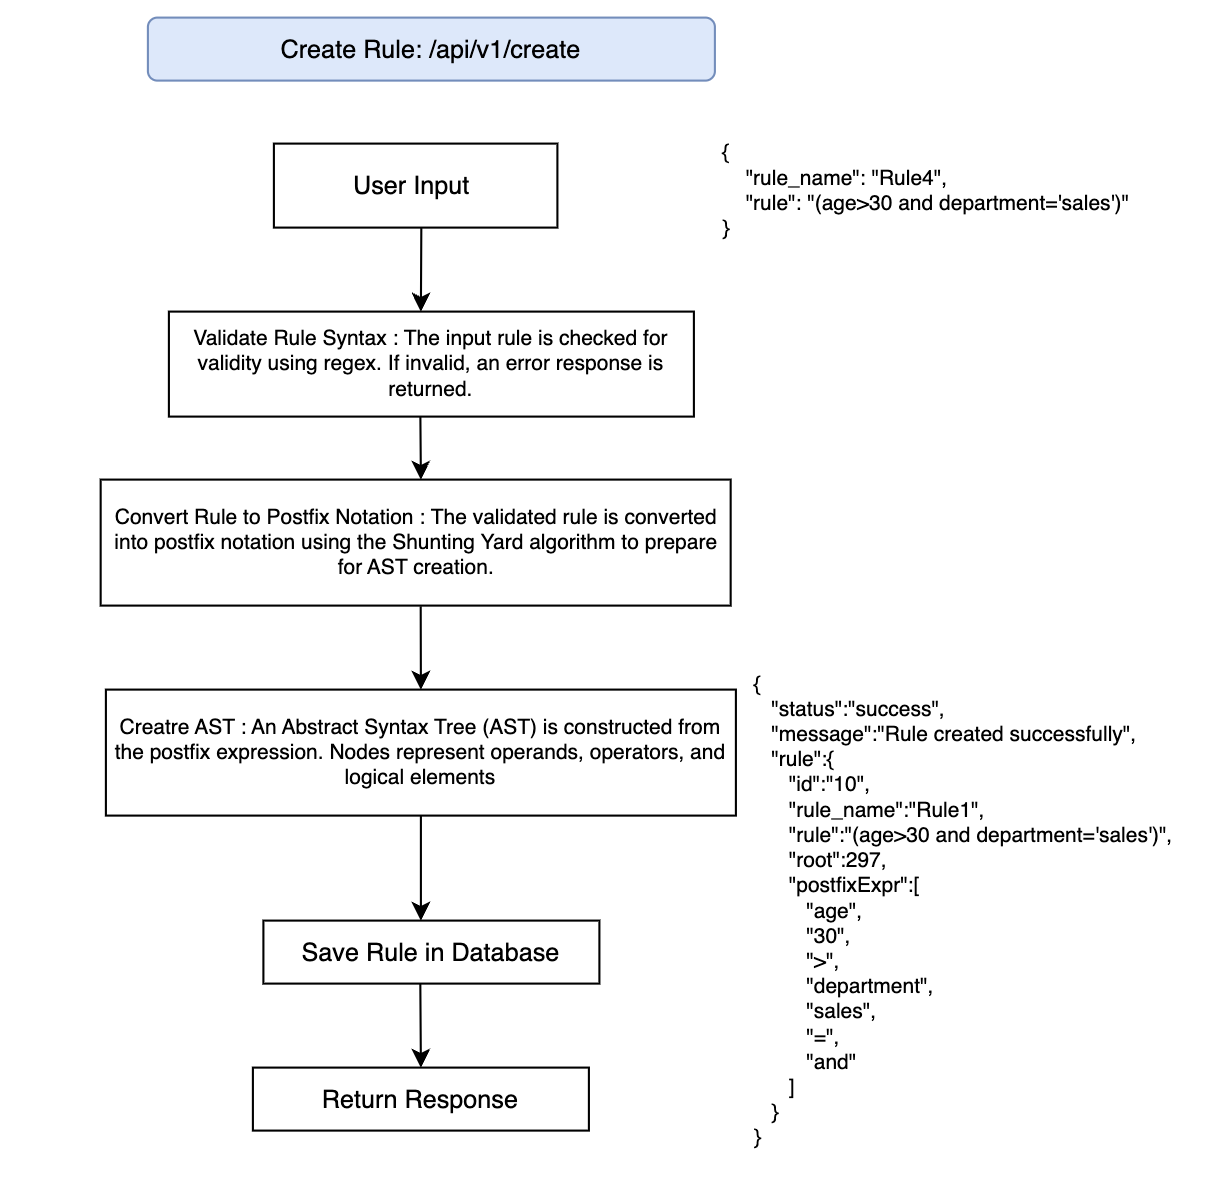 Create Rule: /api/v1/create
User Input
{
"rule_name": "Rule4",
"rule": "(age>30 and department='sales')"
}
Validate Rule Syntax : The input rule is checked for
validity using regex. If invalid, an error response is
returned.
Convert Rule to Postfix Notation : The validated rule is converted
into postfix notation using the Shunting Yard algorithm to prepare
for AST creation.
Creatre AST : An Abstract Syntax Tree (AST) is constructed from
the postfix expression. Nodes represent operands, operators, and
logical elements
{
"status":"success",
"message":"Rule created successfully",
"rule":{
"id":"10",
"rule_name":"Rule1",
"rule":"(age>30 and department='sales')",
"root":297,
"postfixExpr":[
"age",
"30",
">",
"department",
"sales",
"=",
"and"
]
}
}
Save Rule in Database
Return Response